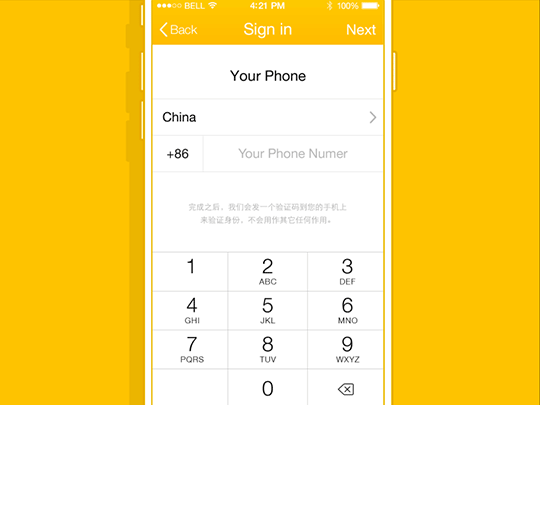 BELL 4:21 PM 100%
Back Sign in Next
Your Phone
China
+86 Your Phone Numer
完成之后，我们会发一个验证码到您的手机上
来验证身份，不会用作其它任何作用。
1 2 3
ABC DEF
4 5 6
GHI JKL MNO
7 8 9
PQRS TUV WXYZ
0